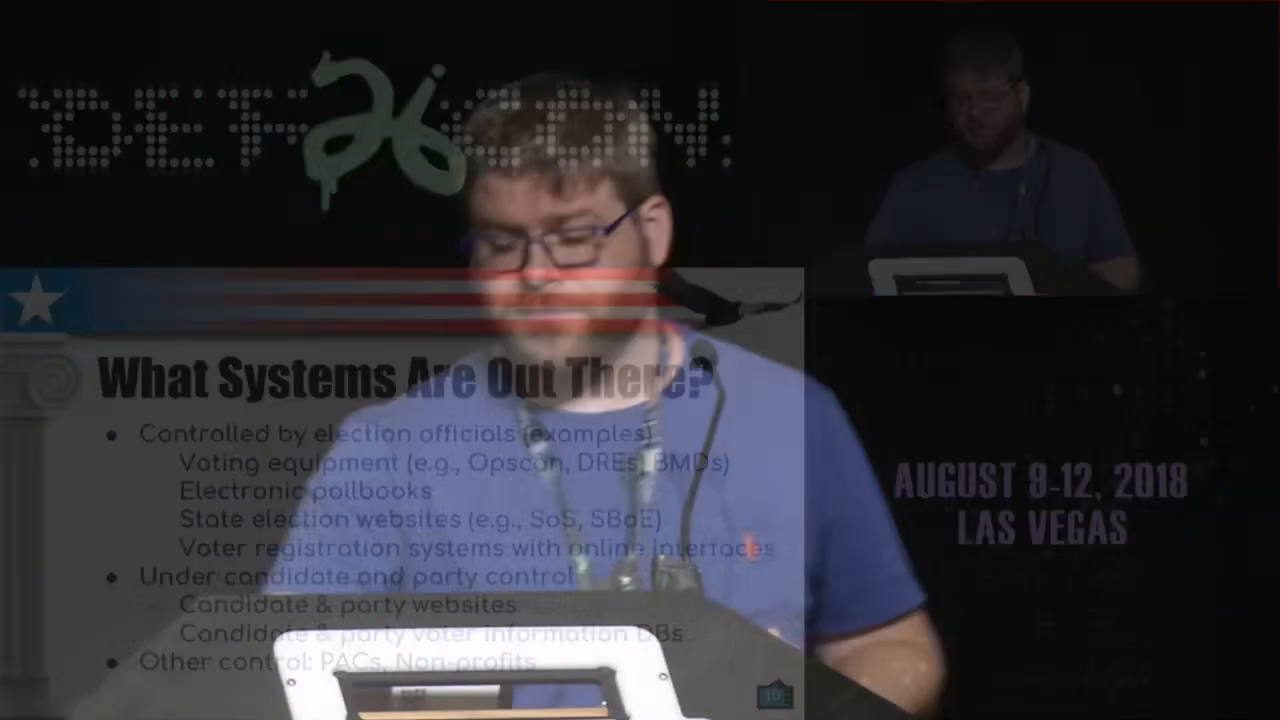 DEF 26 CON
What Systems Are Out There?
● Controlled by election officials (examples)
Voting equipment (e.g., Opscan, DREs, BMDs)
Electronic pollbooks
State election websites (e.g., SoS, SBoE)
Voter registration systems with online interfaces
● Under candidate and party control
Candidate & party websites
Candidate & party voter information DBs
● Other control: PACs, Non-profits
10
AUGUST 9-12, 2018
LAS VEGAS